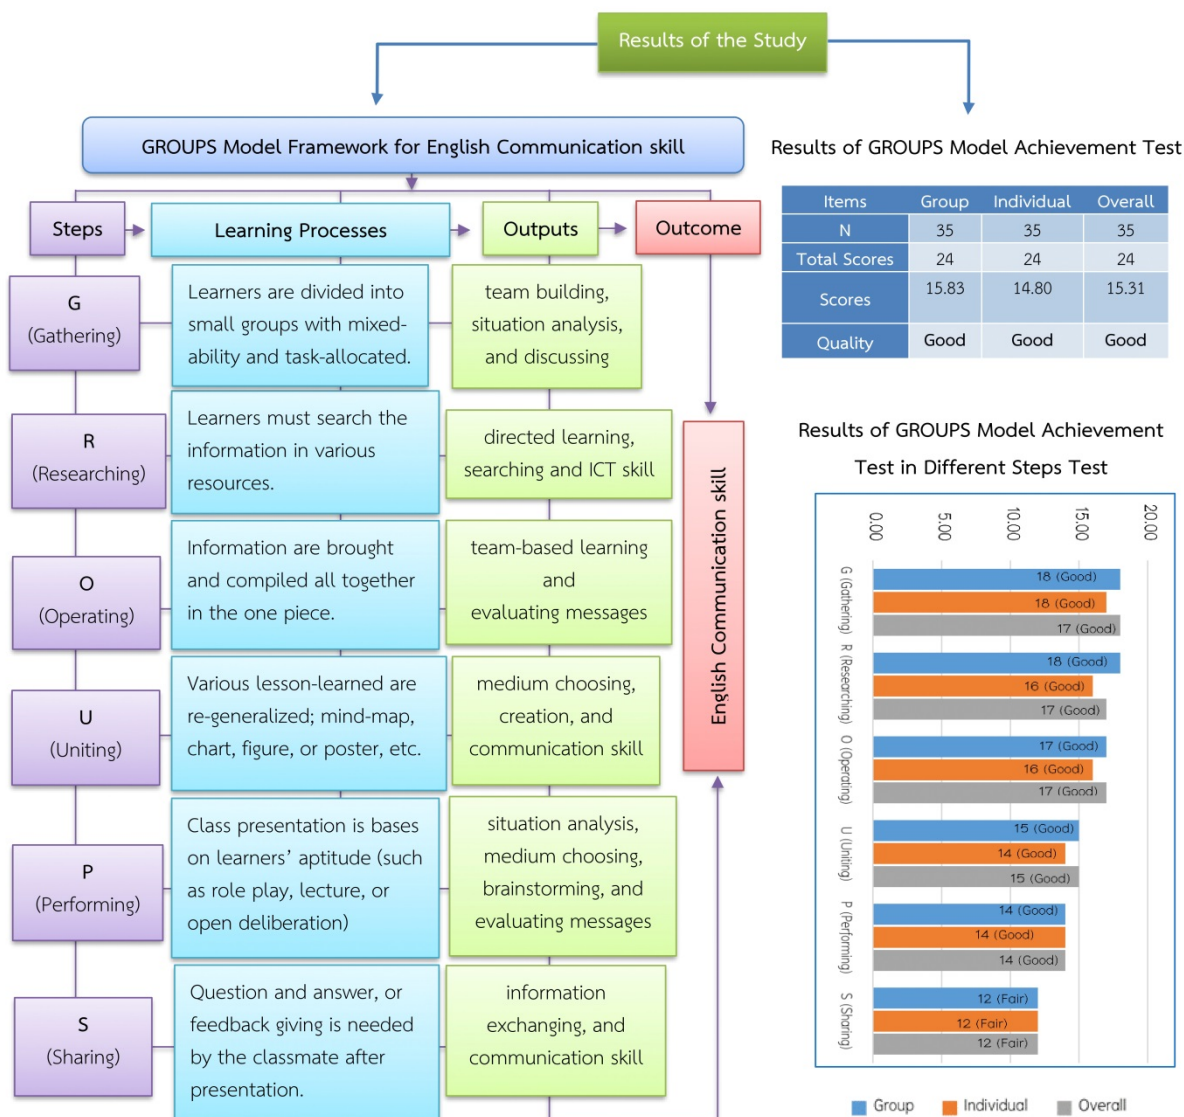 Results of the Study
GROUPS Model Framework for English Communication skill
Steps
Learning Processes
Outputs
Outcome
G
(Gathering)
Learners are divided into
small groups with mixed-
ability and task-allocated.
team building,
situation analysis,
and discussing
R
(Researching)
Learners must search the
information in various
resources.
directed learning,
searching and ICT skill
O
(Operating)
Information are brought
and compiled all together
in the one piece.
team-based learning
and
evaluating messages
U
(Uniting)
Various lesson-learned are
re-generalized; mind-map,
chart, figure, or poster, etc.
medium choosing,
creation, and
communication skill
P
(Performing)
Class presentation is bases
on learners’ aptitude (such
as role play, lecture, or
open deliberation)
situation analysis,
medium choosing,
brainstorming, and
evaluating messages
S
(Sharing)
Question and answer, or
feedback giving is needed
by the classmate after
presentation.
information
exchanging, and
communication skill
English Communication skill
Results of GROUPS Model Achievement Test
Items Group Individual Overall
N 35 35 35
Total Scores 24 24 24
Scores 15.83 14.80 15.31
Quality Good Good Good
Results of GROUPS Model Achievement
Test in Different Steps Test
0.00 5.00 10.00 15.00 20.00
G (Gathering)
18 (Good)
18 (Good)
17 (Good)
R (Researching)
18 (Good)
16 (Good)
17 (Good)
O (Operating)
17 (Good)
16 (Good)
17 (Good)
U (Uniting)
15 (Good)
14 (Good)
15 (Good)
P (Performing)
14 (Good)
14 (Good)
14 (Good)
S (Sharing)
12 (Fair)
12 (Fair)
12 (Fair)
Group Individual Overall